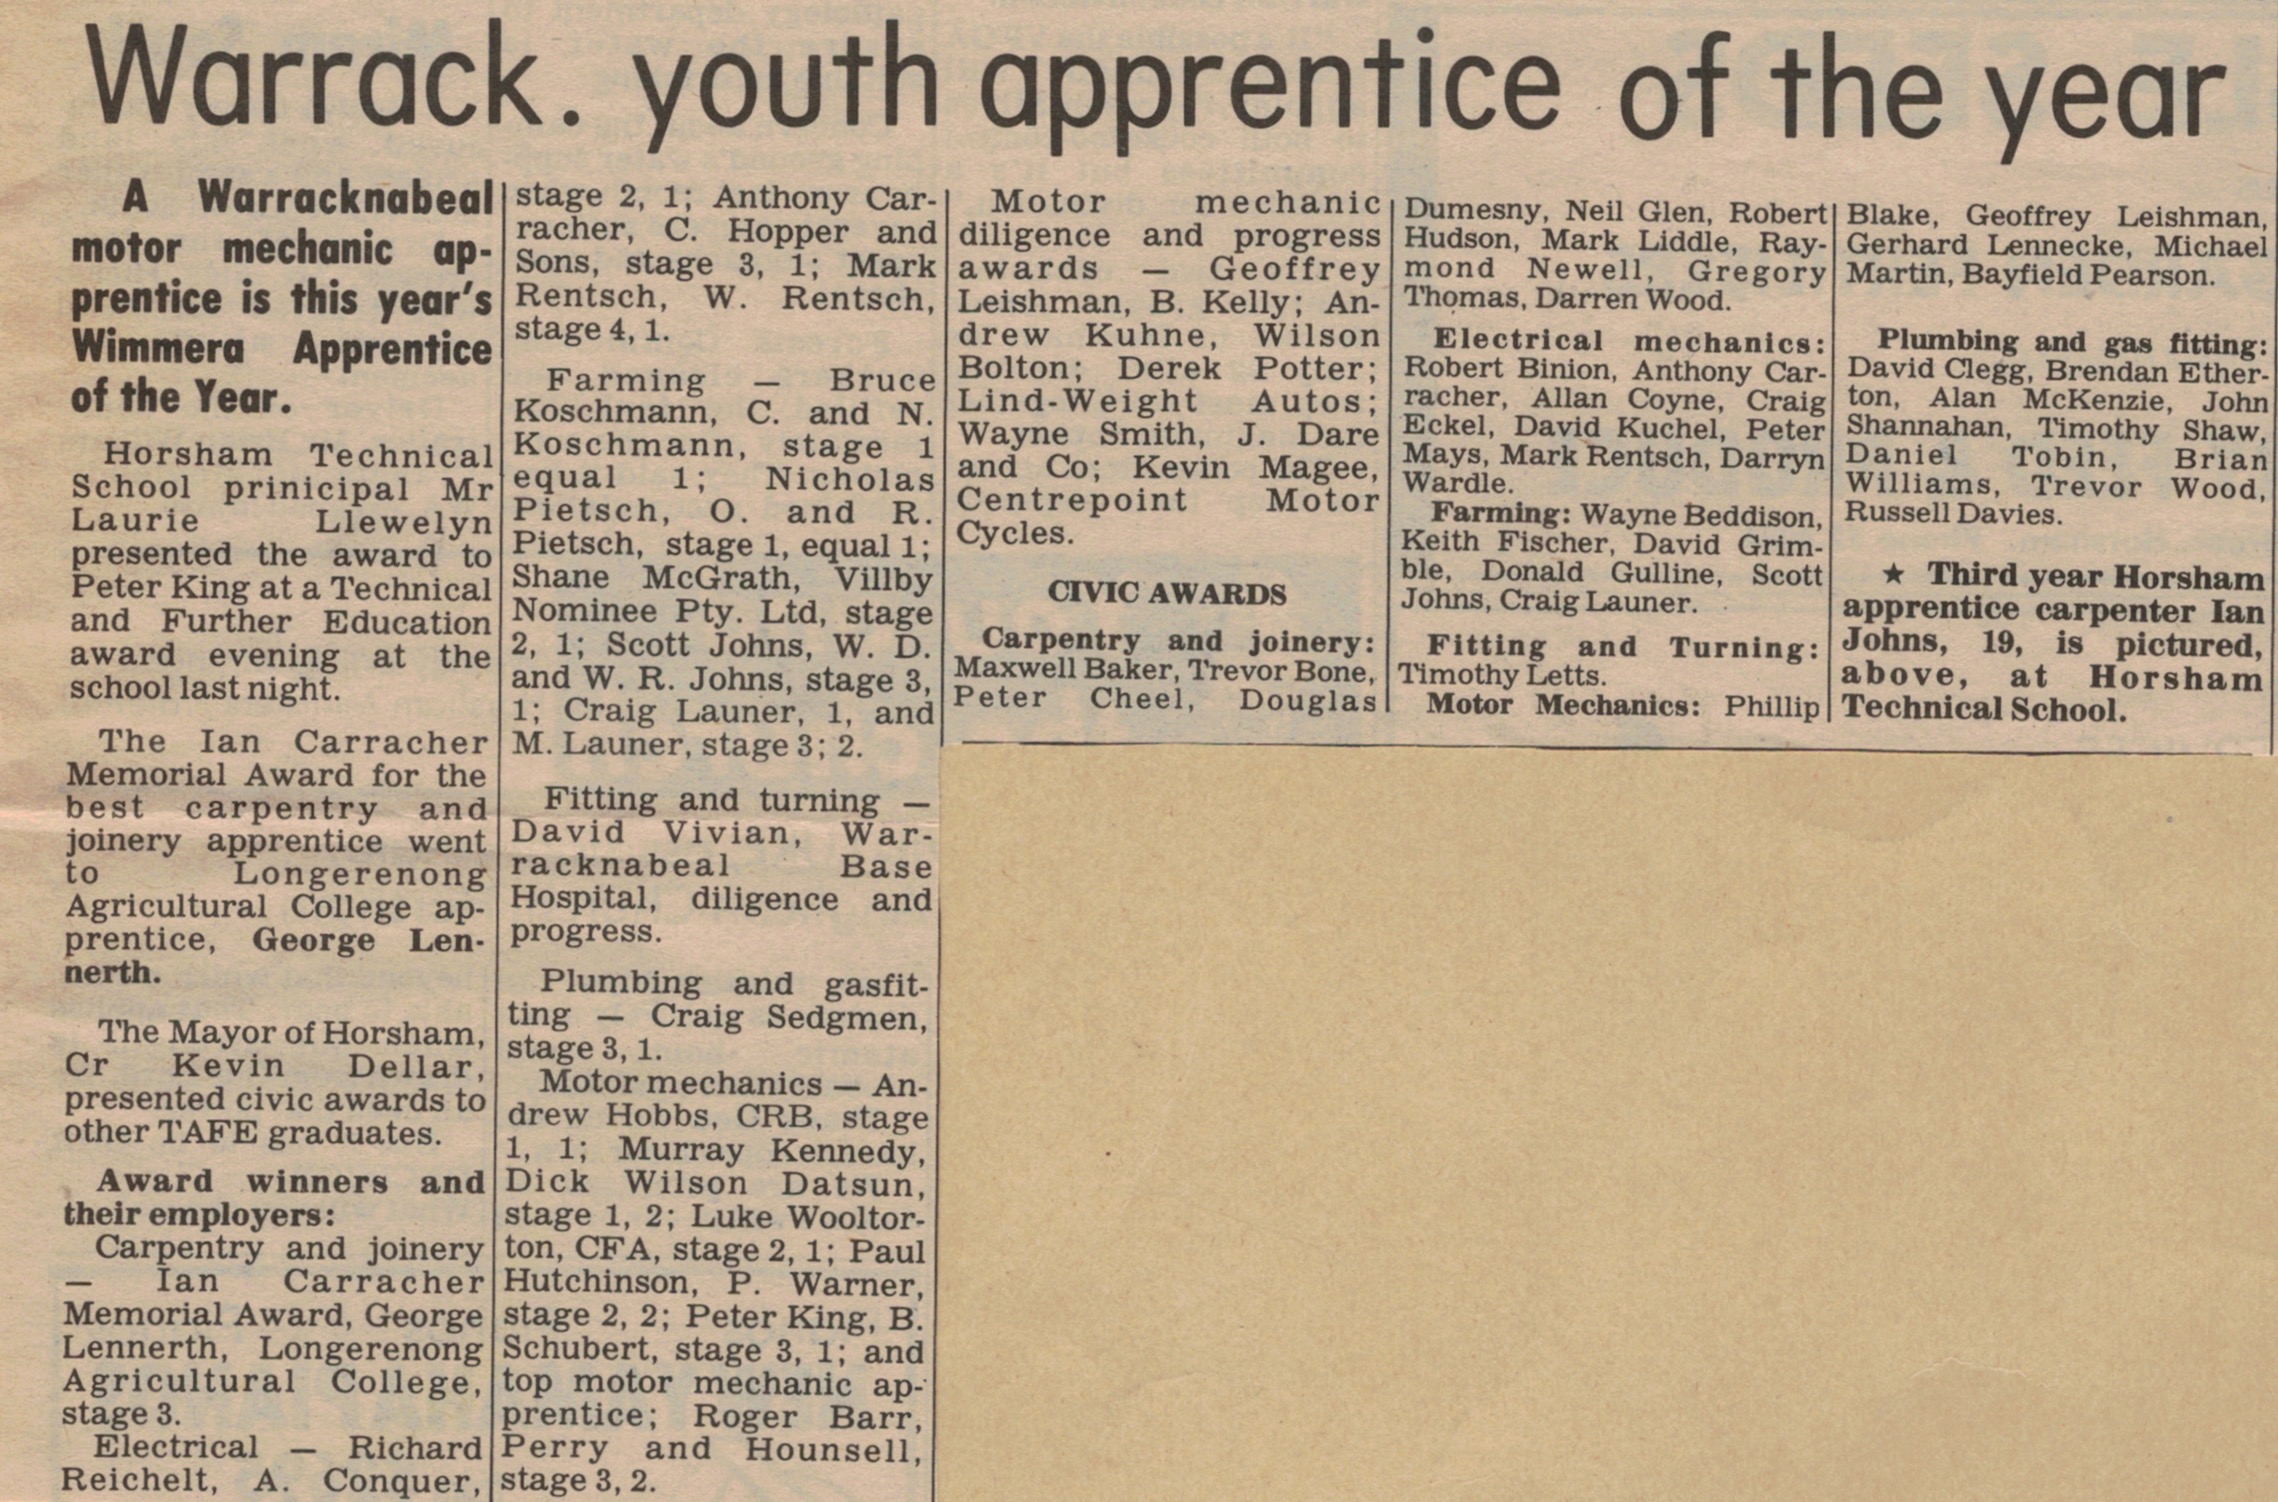 Warrack. youth apprentice of the year
A Warracknabeal
motor mechanic ap-
prentice is this year's
Wimmera Apprentice
of the Year.
Horsham Technical
School prinicipal Mr
Laurie Llewelyn
presented the award to
Peter King at a Technical
and Further Education
award evening at the
school last night.
The Ian Carracher
Memorial Award for the
best carpentry and
joinery apprentice went
to Longerenong
Agricultural College ap-
prentice, George Len-
nerth.
The Mayor of Horsham,
Cr Kevin Dellar,
presented civic awards to
other TAFE graduates.
Award winners and
their employers:
Carpentry and joinery
— Ian Carracher
Memorial Award, George
Lennerth, Longerenong
Agricultural College,
stage 3.
Electrical — Richard
Reichelt, A. Conquer,
stage 2, 1; Anthony Car-
racher, C. Hopper and
Sons, stage 3, 1; Mark
Rentsch, W. Rentsch,
stage 4, 1.
Farming — Bruce
Koschmann, C. and N.
Koschmann, stage 1
equal 1; Nicholas
Pietsch, O. and R.
Pietsch, stage 1, equal 1;
Shane McGrath, Villby
Nominee Pty. Ltd, stage
2, 1; Scott Johns, W. D.
and W. R. Johns, stage 3,
1; Craig Launer, 1, and
M. Launer, stage 3; 2.
Fitting and turning —
David Vivian, War-
racknabeal Base
Hospital, diligence and
progress.
Plumbing and gasfit-
ting — Craig Sedgmen,
stage 3, 1.
Motor mechanics — An-
drew Hobbs, CRB, stage
1, 1; Murray Kennedy,
Dick Wilson Datsun,
stage 1, 2; Luke Wooltor-
ton, CFA, stage 2, 1; Paul
Hutchinson, P. Warner,
stage 2, 2; Peter King, B.
Schubert, stage 3, 1; and
top motor mechanic ap-
prentice; Roger Barr,
Perry and Hounsell,
stage 3, 2.
Motor mechanic
diligence and progress
awards — Geoffrey
Leishman, B. Kelly; An-
drew Kuhne, Wilson
Bolton; Derek Potter;
Lind-Weight Autos;
Wayne Smith, J. Dare
and Co; Kevin Magee,
Centrepoint Motor
Cycles.
CIVIC AWARDS
Carpentry and joinery:
Maxwell Baker, Trevor Bone,
Peter Cheel, Douglas
Dumesny, Neil Glen, Robert
Hudson, Mark Liddle, Ray-
mond Newell, Gregory
Thomas, Darren Wood.
Electrical mechanics:
Robert Binion, Anthony Car-
racher, Allan Coyne, Craig
Eckel, David Kuchel, Peter
Mays, Mark Rentsch, Darryn
Wardle.
Farming: Wayne Beddison,
Keith Fischer, David Grim-
ble, Donald Gulline, Scott
Johns, Craig Launer.
Fitting and Turning:
Timothy Letts.
Motor Mechanics: Phillip
Blake, Geoffrey Leishman,
Gerhard Lennecke, Michael
Martin, Bayfield Pearson.
Plumbing and gas fitting:
David Clegg, Brendan Ether-
ton, Alan McKenzie, John
Shannahan, Timothy Shaw,
Daniel Tobin, Brian
Williams, Trevor Wood,
Russell Davies.
★ Third year Horsham
apprentice carpenter Ian
Johns, 19, is pictured,
above, at Horsham
Technical School.